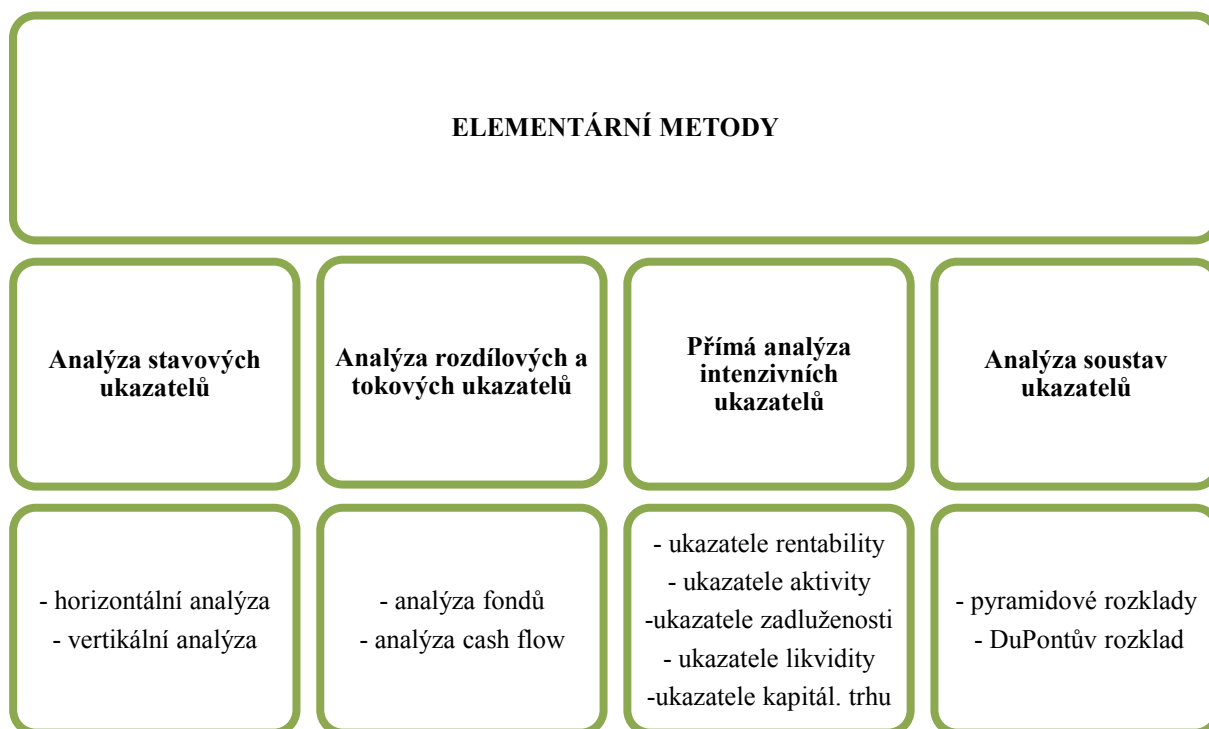 ELEMENTÁRNÍ METODY
Analýza stavových
ukazatelů
Analýza rozdílových a
tokových ukazatelů
Přímá analýza
intenzivních
ukazatelů
Analýza soustav
ukazatelů
- horizontální analýza
- vertikální analýza
- analýza fondů
- analýza cash flow
- ukazatele rentability
- ukazatele aktivity
-ukazatele zadluženosti
- ukazatele likvidity
-ukazatele kapitál. trhu
- pyramidové rozklady
- DuPontův rozklad